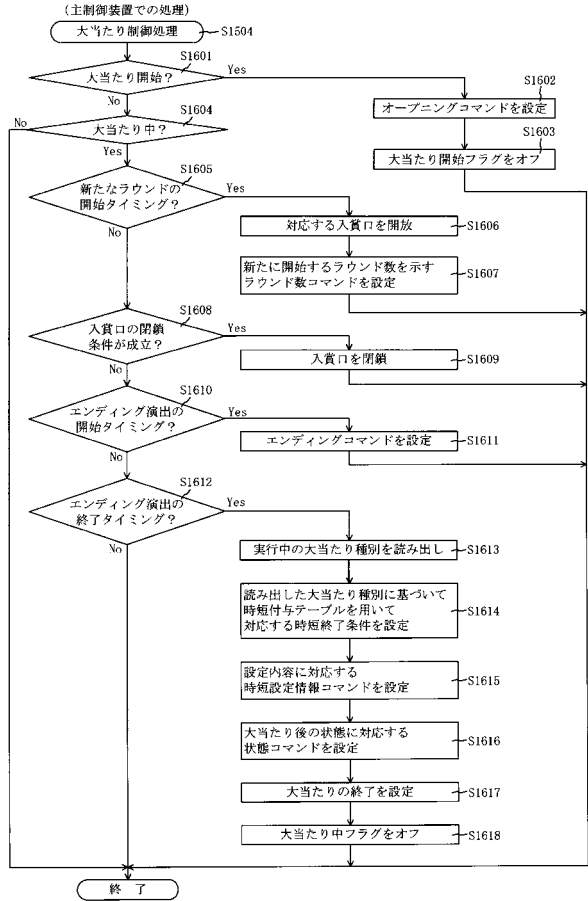 (主制御装置での処理)
大当たり制御処理
S1504
S1601
大当たり開始?
Yes
No
S1602
オープニングコマンドを設定
S1603
大当たり開始フラグをオフ
S1604
No
大当たり中?
Yes
S1605
新たなラウンドの
開始タイミング?
Yes
No
対応する入賞口を開放
S1606
新たに開始するラウンド数を示す
ラウンド数コマンドを設定
S1607
S1608
入賞口の閉鎖
条件が成立?
Yes
No
入賞口を閉鎖
S1609
S1610
エンディング演出の
開始タイミング?
Yes
No
エンディングコマンドを設定
S1611
S1612
エンディング演出の
終了タイミング?
Yes
No
実行中の大当たり種別を読み出し
S1613
読み出した大当たり種別に基づいて
時短付与テーブルを用いて
対応する時短終了条件を設定
S1614
設定内容に対応する
時短設定情報コマンドを設定
S1615
大当たり後の状態に対応する
状態コマンドを設定
S1616
大当たりの終了を設定
S1617
大当たり中フラグをオフ
S1618
終 了